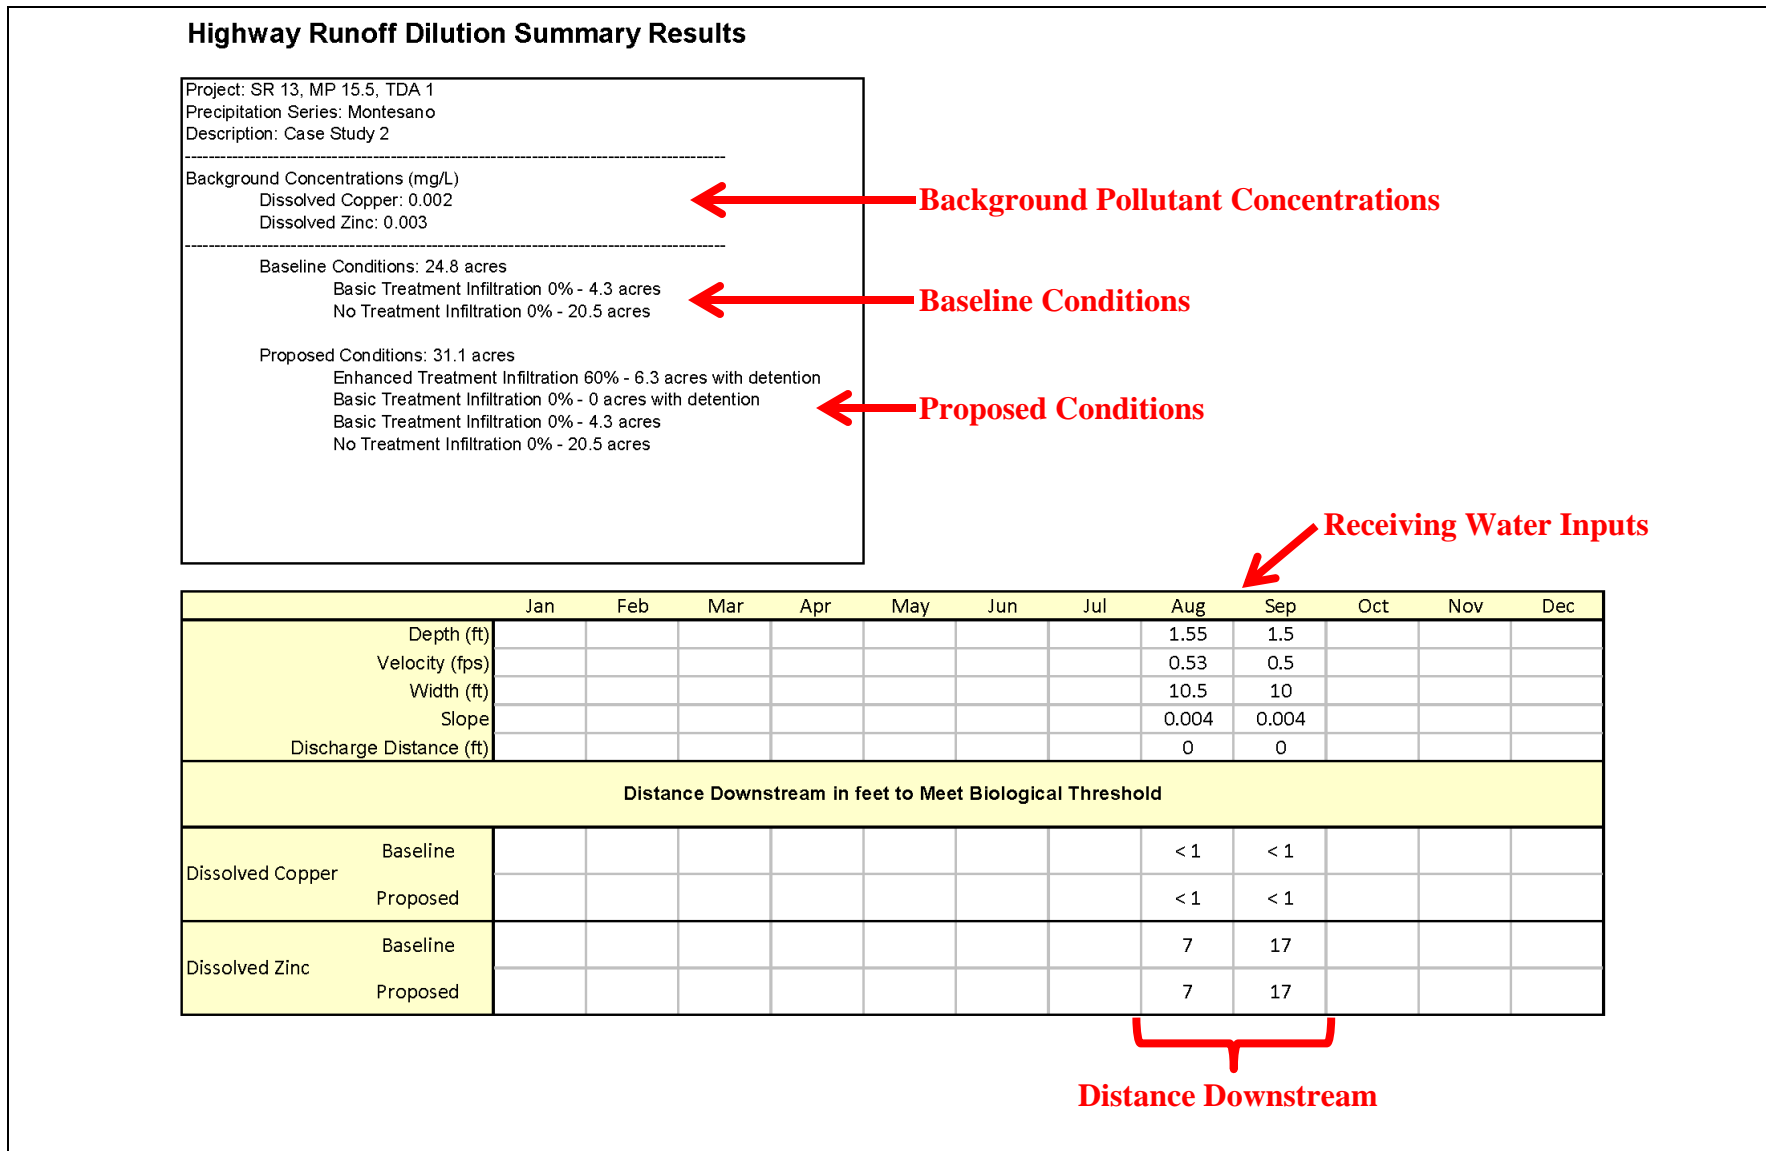 Highway Runoff Dilution Summary Results
Project: SR 13, MP 15.5, TDA 1
Precipitation Series: Montesano
Description: Case Study 2
------------------------------------------------------------------------------------------
Background Concentrations (mg/L)
Dissolved Copper: 0.002
Dissolved Zinc: 0.003
Background Pollutant Concentrations
------------------------------------------------------------------------------------------
Baseline Conditions: 24.8 acres
Basic Treatment Infiltration 0% - 4.3 acres
No Treatment Infiltration 0% - 20.5 acres
Baseline Conditions
Proposed Conditions: 31.1 acres
Enhanced Treatment Infiltration 60% - 6.3 acres with detention
Basic Treatment Infiltration 0% - 0 acres with detention
Basic Treatment Infiltration 0% - 4.3 acres
No Treatment Infiltration 0% - 20.5 acres
Proposed Conditions
Receiving Water Inputs
Jan Feb Mar Apr May Jun Jul Aug Sep Oct Nov Dec
Depth (ft) 1.55 1.5
Velocity (fps) 0.53 0.5
Width (ft) 10.5 10
Slope 0.004 0.004
Discharge Distance (ft) 0 0
Distance Downstream in feet to Meet Biological Threshold
Dissolved Copper
Baseline < 1 < 1
Proposed < 1 < 1
Dissolved Zinc
Baseline 7 17
Proposed 7 17
Distance Downstream